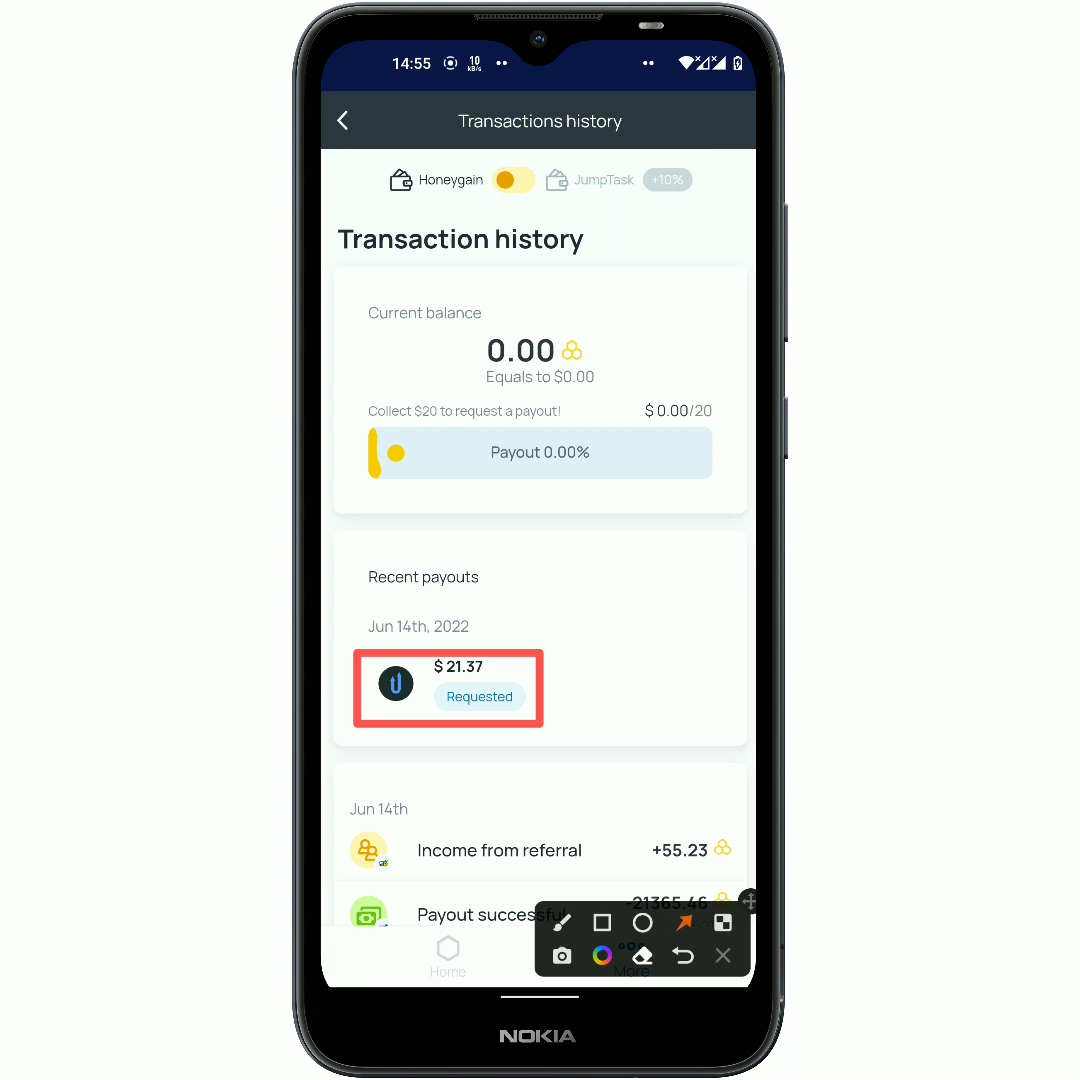 14:55 10 kB/s
Transactions history
Honeygain JumpTask +10%
Transaction history
Current balance
0.00
Equals to $0.00
Collect $20 to request a payout! $ 0.00/20
Payout 0.00%
Recent payouts
Jun 14th, 2022
$ 21.37
Requested
Jun 14th
Income from referral +55.23
Payout successful -21365.46
Home More
NOKIA